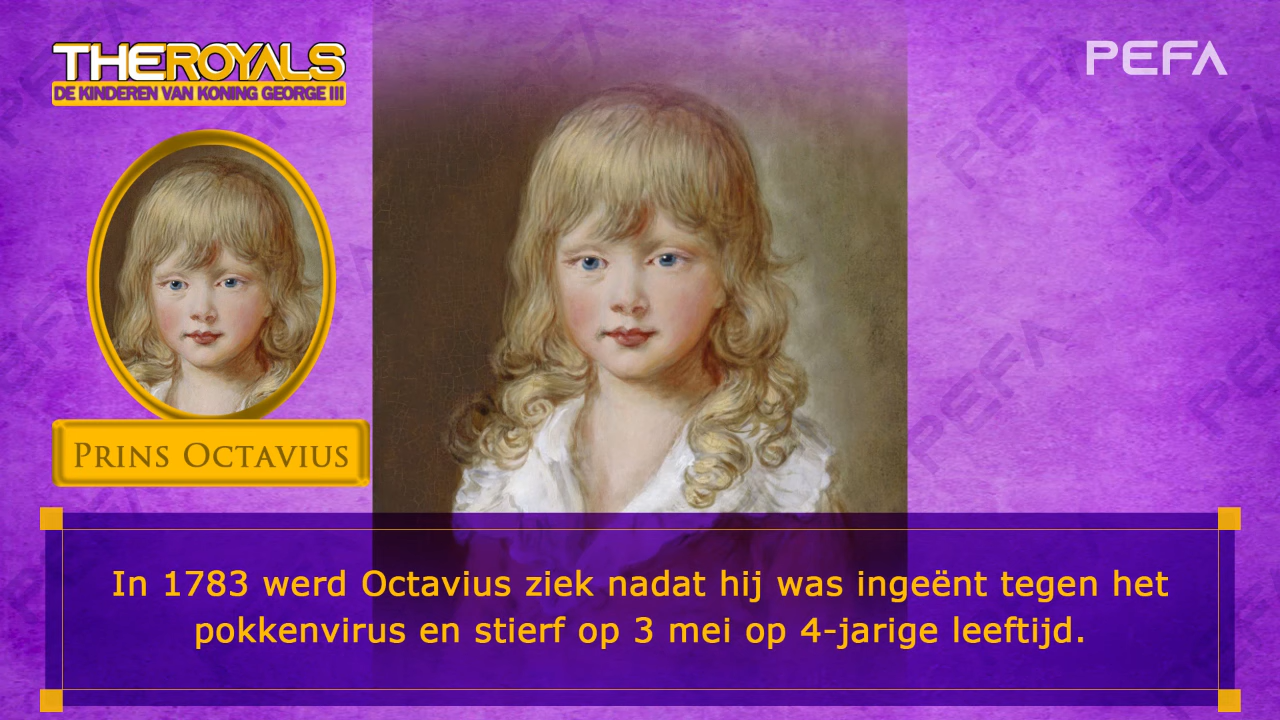 THEROYALS
DE KINDEREN VAN KONING GEORGE III
PEFA
PRINS OCTAVIUS
In 1783 werd Octavius ziek nadat hij was ingeënt tegen het
pokkenvirus en stierf op 3 mei op 4-jarige leeftijd.